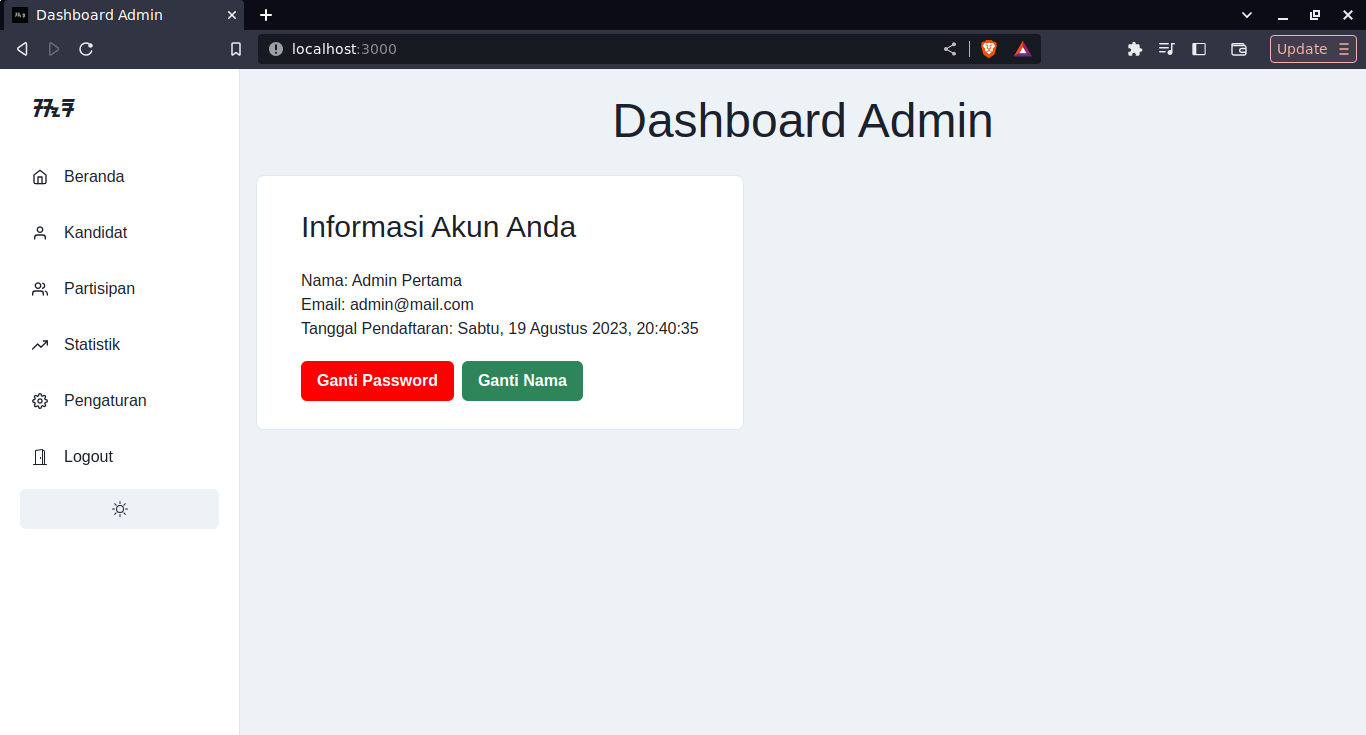 Dashboard Admin
localhost:3000
Update
Dashboard Admin
Beranda
Kandidat
Partisipan
Statistik
Pengaturan
Logout
Informasi Akun Anda
Nama: Admin Pertama
Email: admin@mail.com
Tanggal Pendaftaran: Sabtu, 19 Agustus 2023, 20:40:35
Ganti Password
Ganti Nama